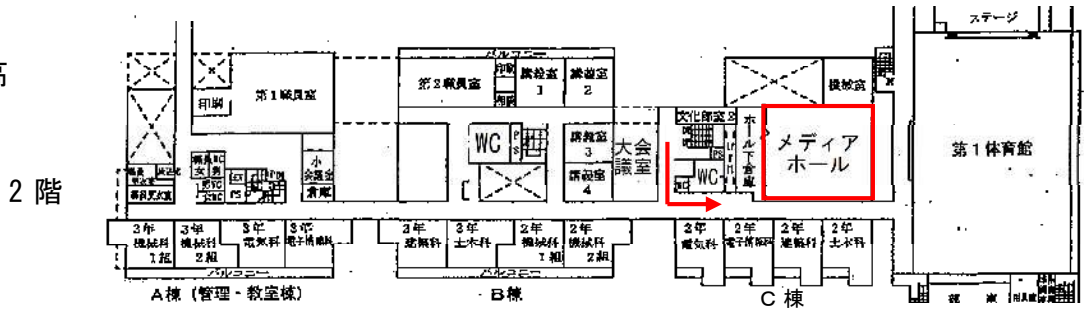 高
2 階
ステージ
印刷
第1職員室
小会議室
倉庫
バルコニー
第2職員室
印刷
講義室
1
講義室
2
WC
PS
講義室
3
講義室
4
大会
議室
文化部室2
PS
WC
WC
ホール下倉庫
機械室
メディア
ホール
第1体育館
3年
機械科
1組
3年
機械科
2組
3年
電気科
3年
電子情報科
2年
建築科
3年
土木科
2年
機械科
1組
2年
機械科
2組
2年
電気科
2年
電子情報科
2年
建築科
2年
土木科
バルコニー
バルコニー
A棟 (管理・教室棟)
B棟
C 棟